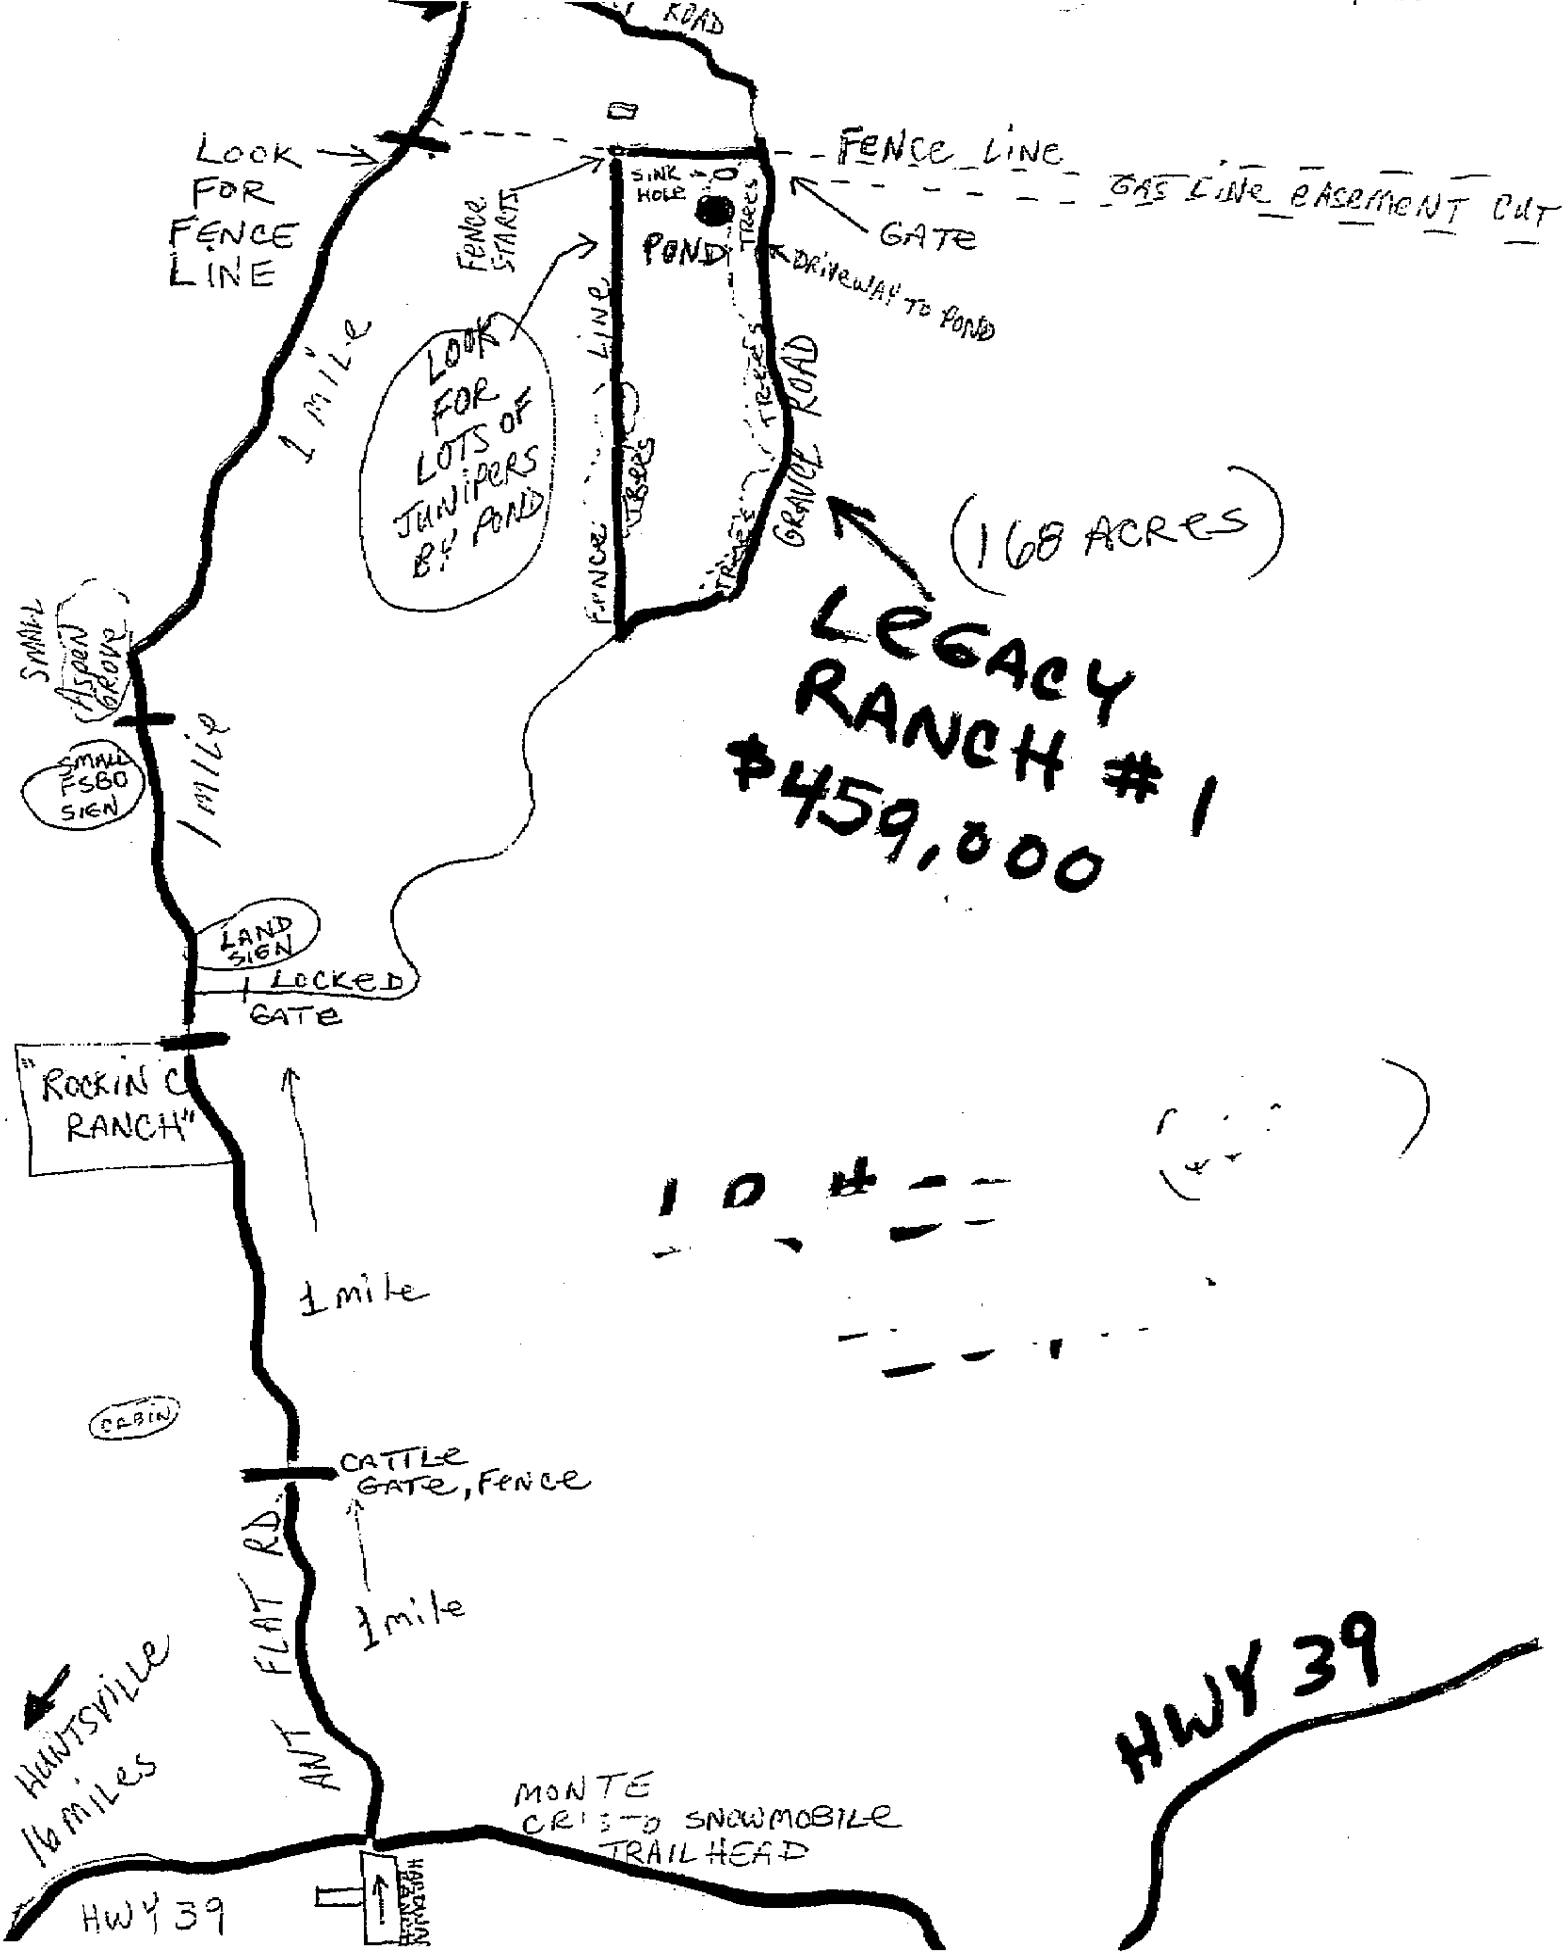 ROAD
LOOK
FOR
FENCE
LINE
FENCE LINE
GAS LINE EASEMENT CUT
SINK
HOLE
FENCE
STARTS
TREES
GATE
POND
DRIVEWAY TO POND
1 MILE
LOOK
FOR
LOTS OF
JUNIPERS
BY POND
FENCE LINE
TREES
TREES
TREES
GRAVEL ROAD
(168 ACRES)
LEGACY
RANCH #1
$459,000
SMALL
ASPEN
GROVE
1 MILE
SMALL
FSBO
SIGN
LAND
SIGN
LOCKED
GATE
"ROCKIN C
RANCH"
1 mile
CABIN
CATTLE
GATE, FENCE
1 mile
ANT FLAT RD.
HUNTSVILLE
16 MILES
HWY 39
MONTE
CRISTO SNOWMOBILE
TRAIL HEAD
HWY 39